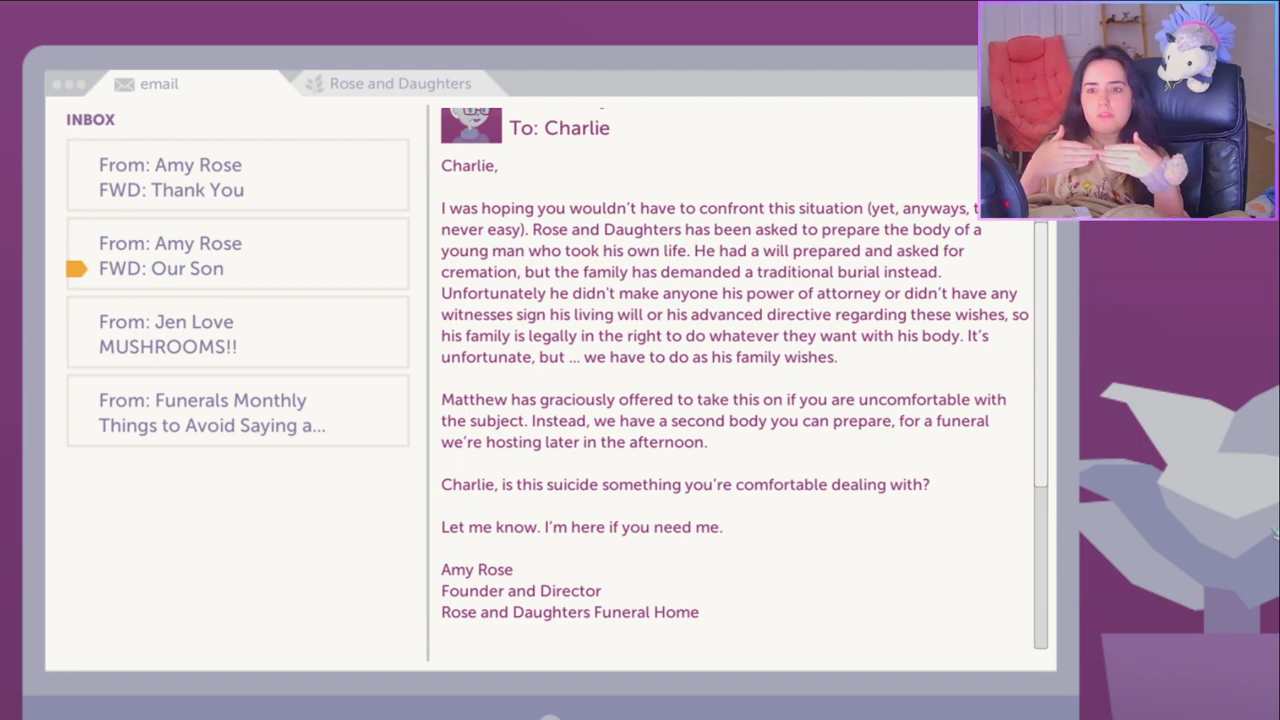 email
Rose and Daughters
INBOX
From: Amy Rose
FWD: Thank You
From: Amy Rose
FWD: Our Son
From: Jen Love
MUSHROOMS!!
From: Funerals Monthly
Things to Avoid Saying a...
To: Charlie
Charlie,
I was hoping you wouldn't have to confront this situation (yet, anyways,
never easy). Rose and Daughters has been asked to prepare the body of a
young man who took his own life. He had a will prepared and asked for
cremation, but the family has demanded a traditional burial instead.
Unfortunately he didn't make anyone his power of attorney or didn't have any
witnesses sign his living will or his advanced directive regarding these wishes, so
his family is legally in the right to do whatever they want with his body. It's
unfortunate, but ... we have to do as his family wishes.
Matthew has graciously offered to take this on if you are uncomfortable with
the subject. Instead, we have a second body you can prepare, for a funeral
we're hosting later in the afternoon.
Charlie, is this suicide something you're comfortable dealing with?
Let me know. I'm here if you need me.
Amy Rose
Founder and Director
Rose and Daughters Funeral Home